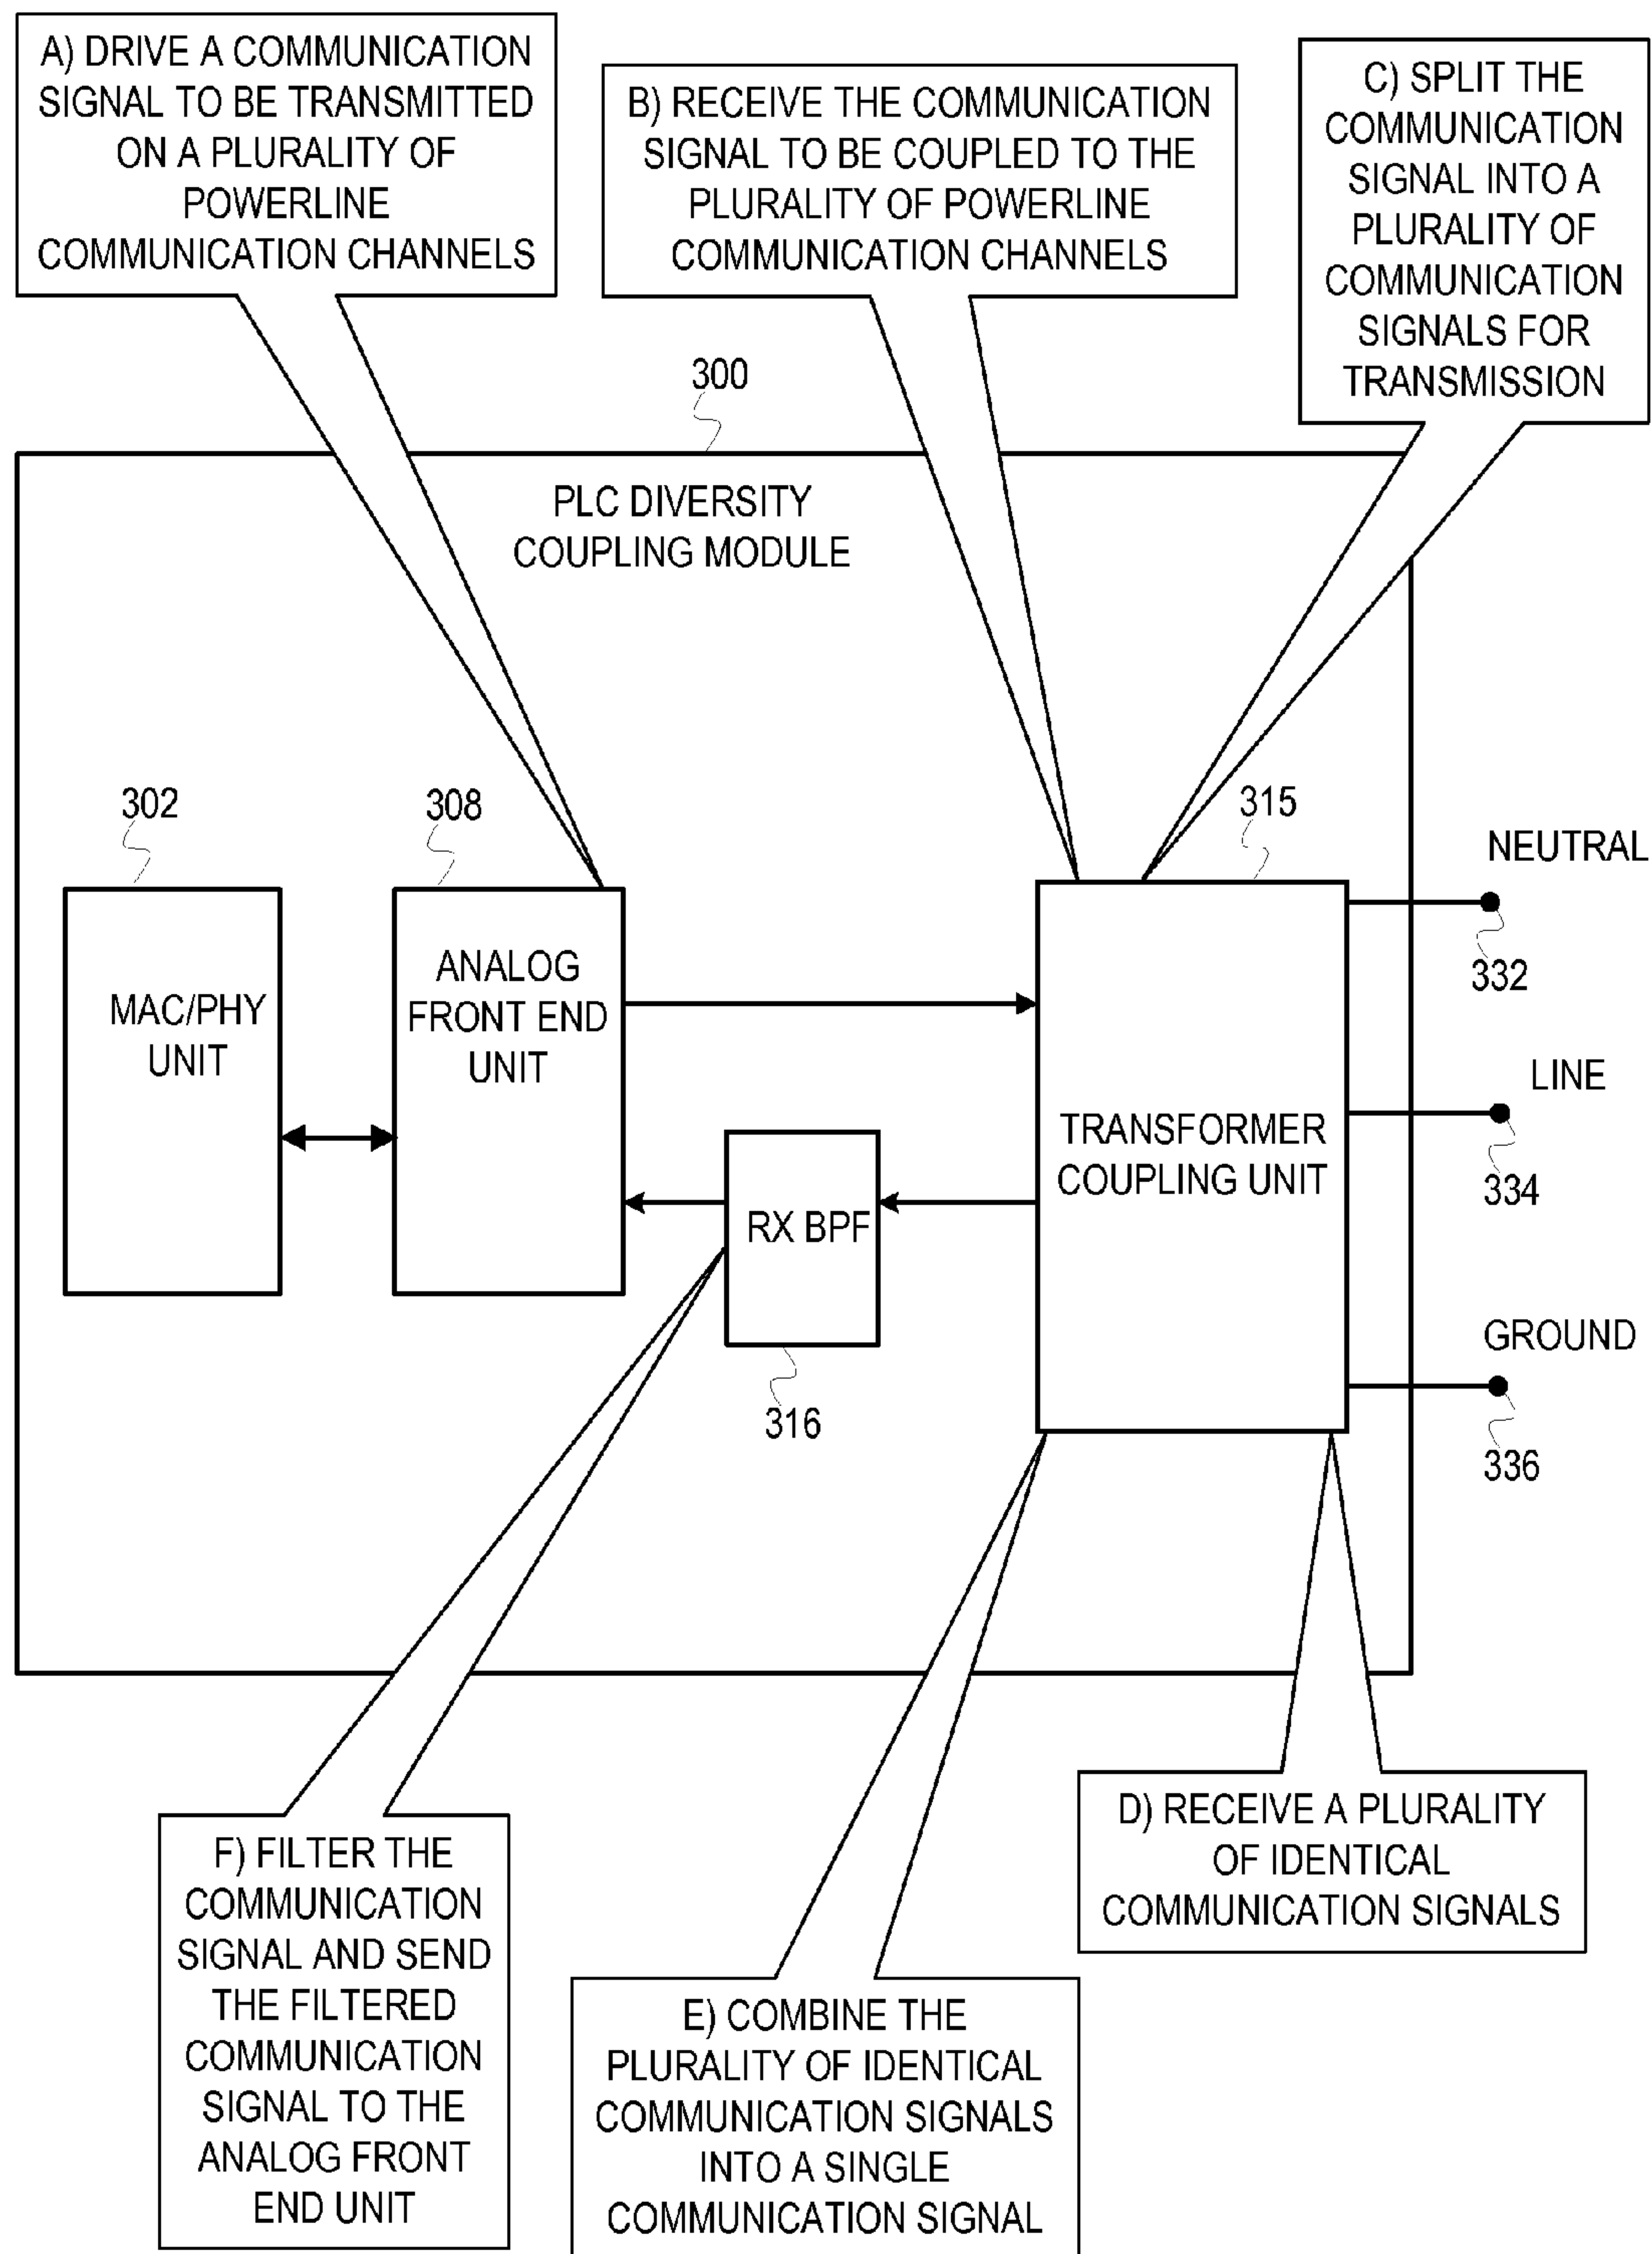 A) DRIVE A COMMUNICATION
SIGNAL TO BE TRANSMITTED
ON A PLURALITY OF
POWERLINE
COMMUNICATION CHANNELS
B) RECEIVE THE COMMUNICATION
SIGNAL TO BE COUPLED TO THE
PLURALITY OF POWERLINE
COMMUNICATION CHANNELS
C) SPLIT THE
COMMUNICATION
SIGNAL INTO A
PLURALITY OF
COMMUNICATION
SIGNALS FOR
TRANSMISSION
300
PLC DIVERSITY
COUPLING MODULE
302
308
315
NEUTRAL
332
MAC/PHY
UNIT
ANALOG
FRONT END
UNIT
LINE
334
TRANSFORMER
COUPLING UNIT
RX BPF
316
GROUND
336
D) RECEIVE A PLURALITY
OF IDENTICAL
COMMUNICATION SIGNALS
F) FILTER THE
COMMUNICATION
SIGNAL AND SEND
THE FILTERED
COMMUNICATION
SIGNAL TO THE
ANALOG FRONT
END UNIT
E) COMBINE THE
PLURALITY OF IDENTICAL
COMMUNICATION SIGNALS
INTO A SINGLE
COMMUNICATION SIGNAL